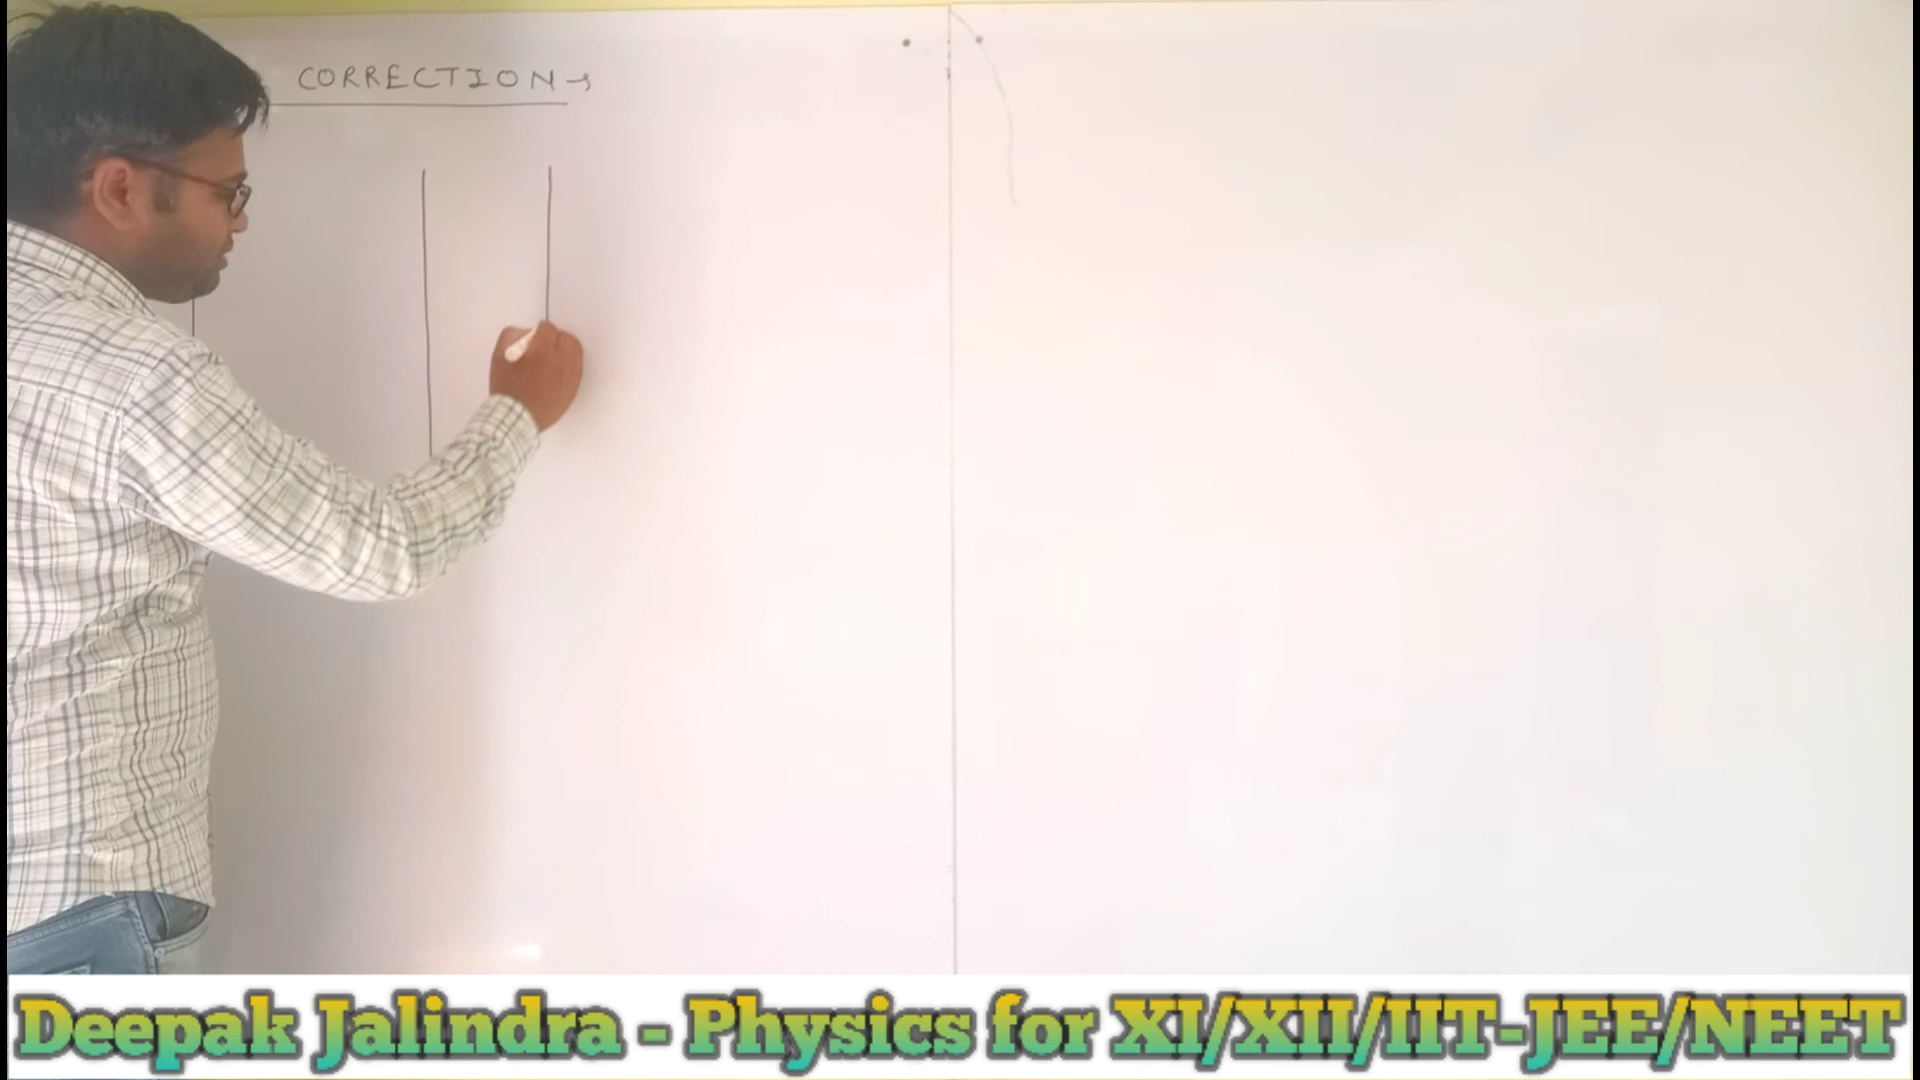 CORRECTION →
Deepak Jalindra - Physics for XI/XII/IIT-JEE/NEET